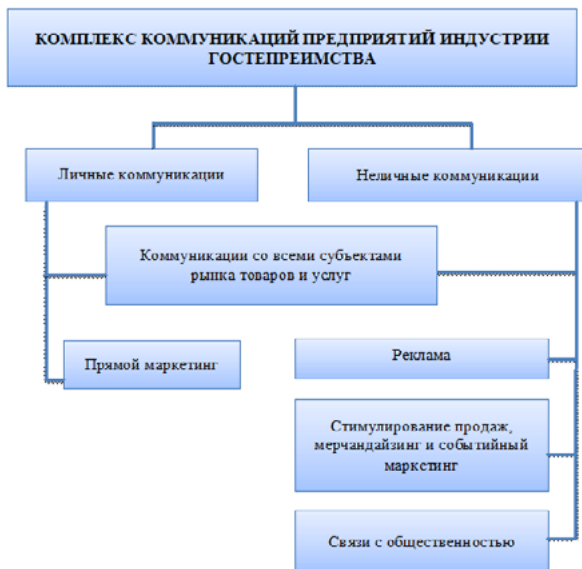 КОМПЛЕКС КОММУНИКАЦИЙ ПРЕДПРИЯТИЙ ИНДУСТРИИ
ГОСТЕПРЕИМСТВА
Личные коммуникации
Неличные коммуникации
Коммуникации со всеми субъектами
рынка товаров и услуг
Прямой маркетинг
Реклама
Стимулирование продаж,
мерчандайзинг и событийный
маркетинг
Связи с общественностью